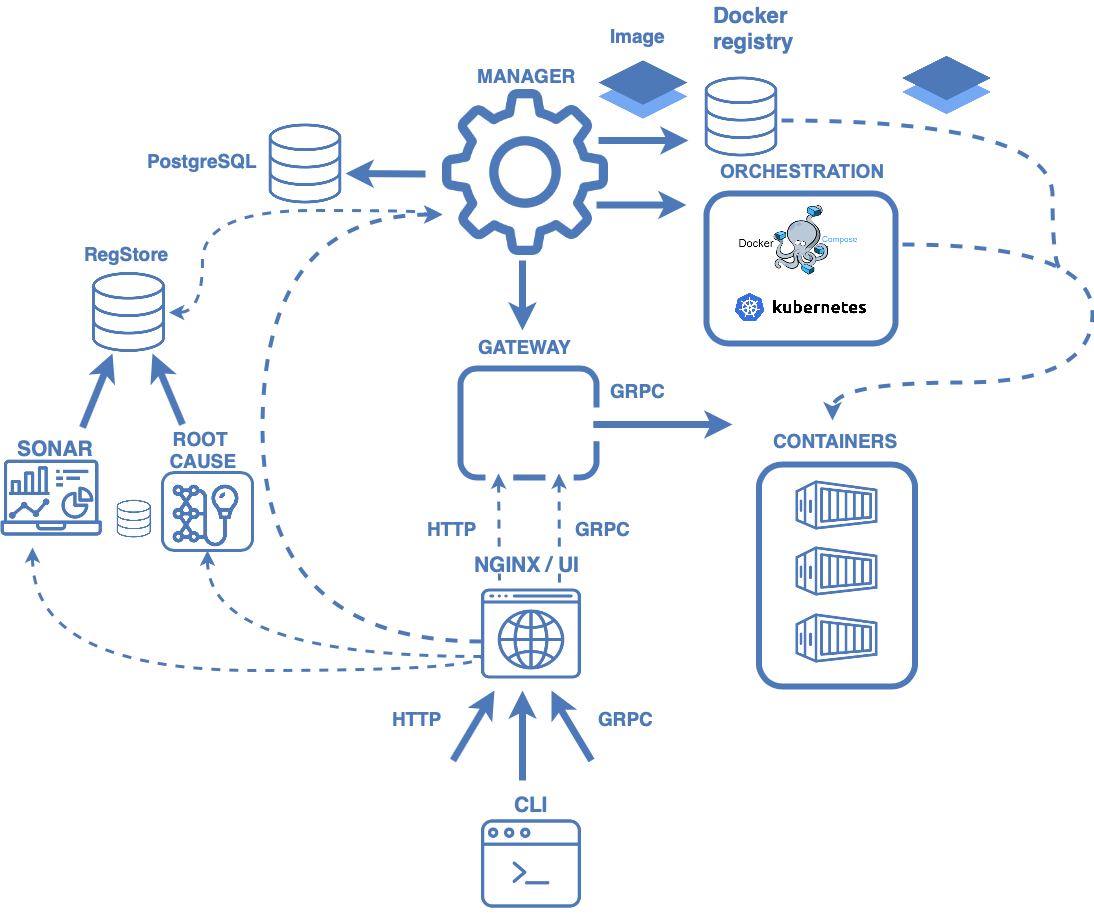 Docker
registry
Image
MANAGER
PostgreSQL
ORCHESTRATION
Docker Compose
RegStore
kubernetes
GATEWAY
GRPC
SONAR
ROOT
CAUSE
CONTAINERS
HTTP
GRPC
NGINX / UI
HTTP
GRPC
CLI
>_